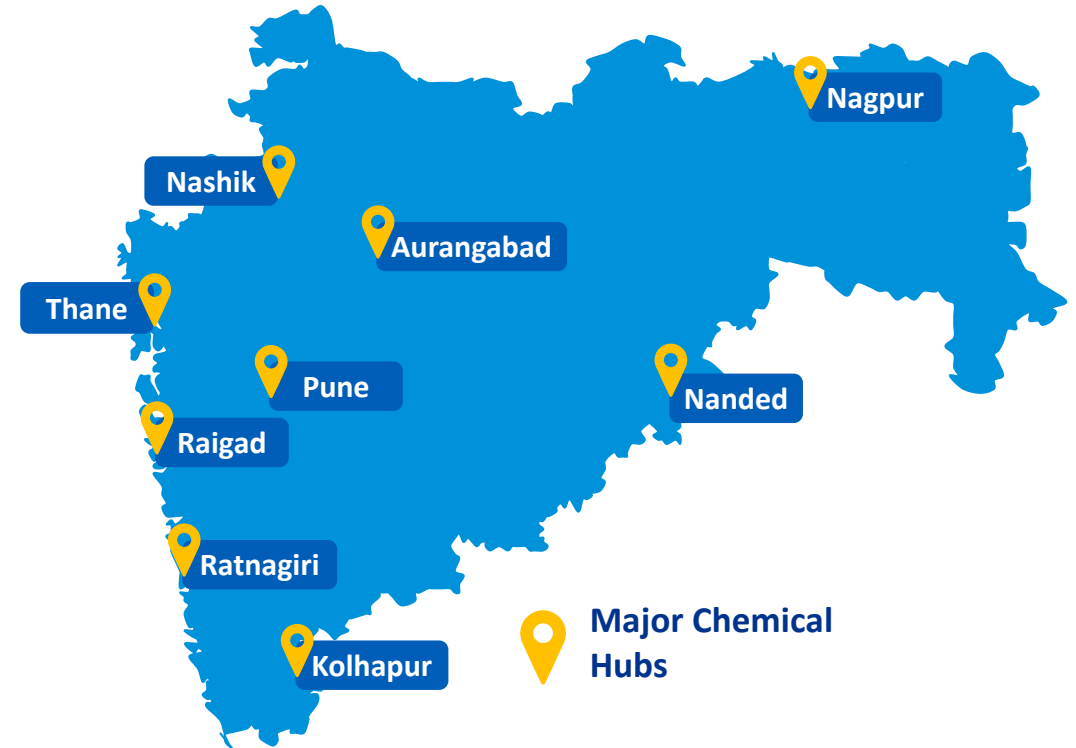 Nagpur
Nashik
Aurangabad
Thane
Pune
Nanded
Raigad
Ratnagiri
Kolhapur
Major Chemical
Hubs